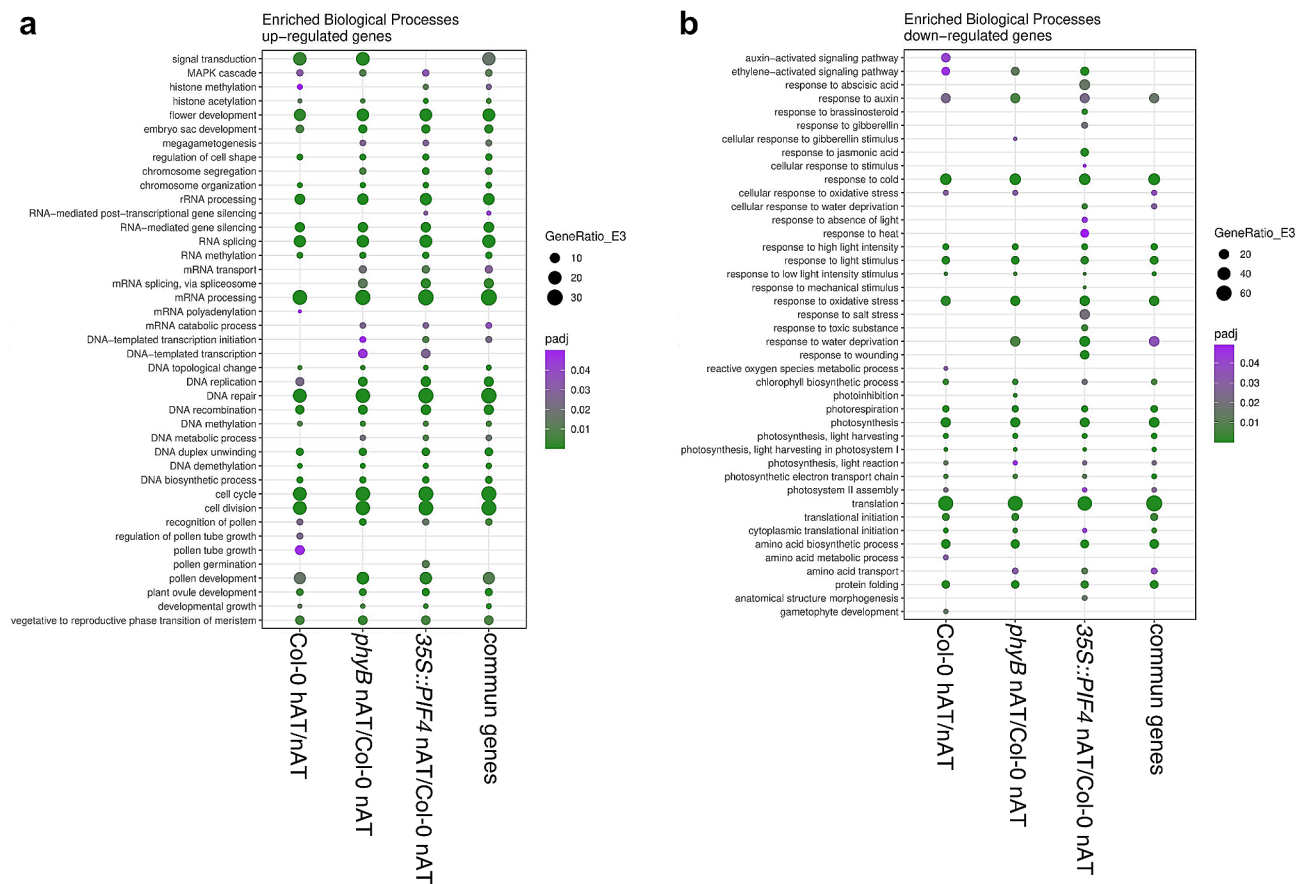 a
Enriched Biological Processes
up−regulated genes
signal transduction
MAPK cascade
histone methylation
histone acetylation
flower development
embryo sac development
megagametogenesis
regulation of cell shape
chromosome segregation
chromosome organization
rRNA processing
RNA−mediated post−transcriptional gene silencing
RNA−mediated gene silencing
RNA splicing
RNA methylation
mRNA transport
mRNA splicing, via spliceosome
mRNA processing
mRNA polyadenylation
mRNA catabolic process
DNA−templated transcription initiation
DNA−templated transcription
DNA topological change
DNA replication
DNA repair
DNA recombination
DNA methylation
DNA metabolic process
DNA duplex unwinding
DNA demethylation
DNA biosynthetic process
cell cycle
cell division
recognition of pollen
regulation of pollen tube growth
pollen tube growth
pollen germination
pollen development
plant ovule development
developmental growth
vegetative to reproductive phase transition of meristem
Col-0 hAT/nAT
phyB nAT/Col-0 nAT
35S::PIF4 nAT/Col-0 nAT
commun genes
GeneRatio_E3
10
20
30
padj
0.04
0.03
0.02
0.01
b
Enriched Biological Processes
down−regulated genes
auxin−activated signaling pathway
ethylene−activated signaling pathway
response to abscisic acid
response to auxin
response to brassinosteroid
response to gibberellin
cellular response to gibberellin stimulus
response to jasmonic acid
cellular response to stimulus
response to cold
cellular response to oxidative stress
cellular response to water deprivation
response to absence of light
response to heat
response to high light intensity
response to light stimulus
response to low light intensity stimulus
response to mechanical stimulus
response to oxidative stress
response to salt stress
response to toxic substance
response to water deprivation
response to wounding
reactive oxygen species metabolic process
chlorophyll biosynthetic process
photoinhibition
photorespiration
photosynthesis
photosynthesis, light harvesting
photosynthesis, light harvesting in photosystem I
photosynthesis, light reaction
photosynthetic electron transport chain
photosystem II assembly
translation
translational initiation
cytoplasmic translational initiation
amino acid biosynthetic process
amino acid metabolic process
amino acid transport
protein folding
anatomical structure morphogenesis
gametophyte development
Col-0 hAT/nAT
phyB nAT/Col-0 nAT
35S::PIF4 nAT/Col-0 nAT
commun genes
GeneRatio_E3
20
40
60
padj
0.04
0.03
0.02
0.01